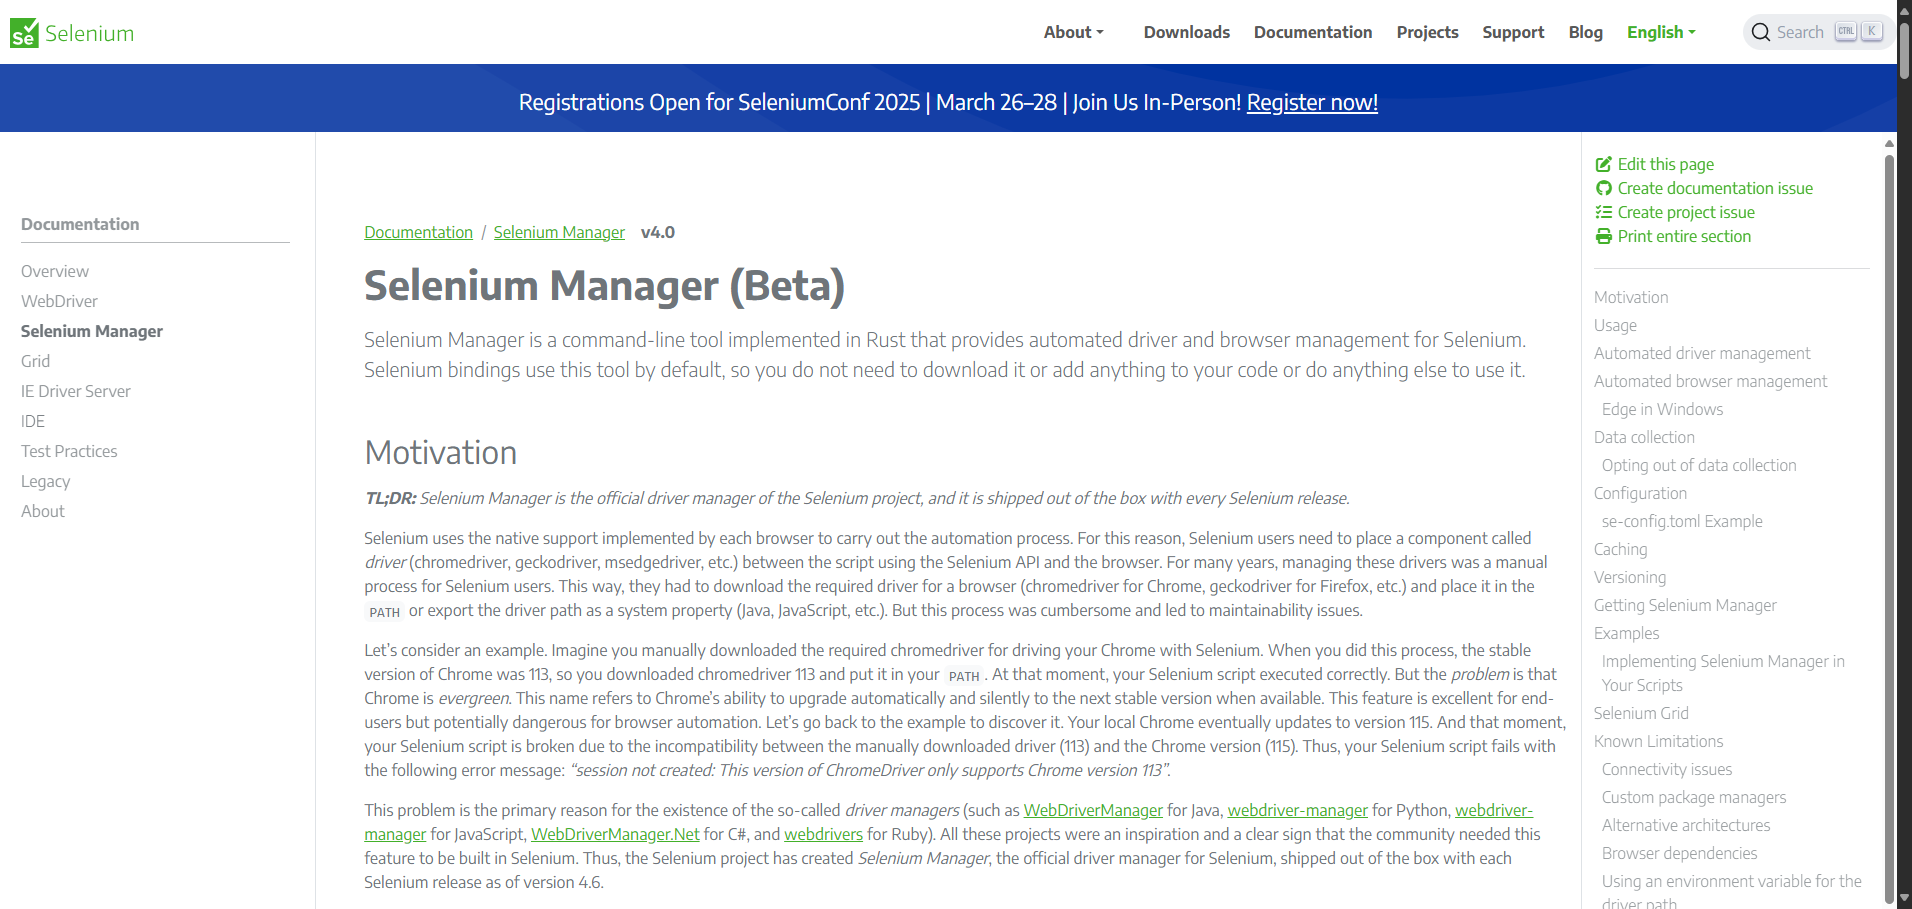 Se Selenium
About
Downloads
Documentation
Projects
Support
Blog
English
Search CTRL K
Registrations Open for SeleniumConf 2025 | March 26–28 | Join Us In-Person! Register now!
Documentation
Overview
WebDriver
Selenium Manager
Grid
IE Driver Server
IDE
Test Practices
Legacy
About
Documentation / Selenium Manager v4.0
Selenium Manager (Beta)
Selenium Manager is a command-line tool implemented in Rust that provides automated driver and browser management for Selenium.
Selenium bindings use this tool by default, so you do not need to download it or add anything to your code or do anything else to use it.
Motivation
TL;DR: Selenium Manager is the official driver manager of the Selenium project, and it is shipped out of the box with every Selenium release.
Selenium uses the native support implemented by each browser to carry out the automation process. For this reason, Selenium users need to place a component called
driver (chromedriver, geckodriver, msedgedriver, etc.) between the script using the Selenium API and the browser. For many years, managing these drivers was a manual
process for Selenium users. This way, they had to download the required driver for a browser (chromedriver for Chrome, geckodriver for Firefox, etc.) and place it in the
PATH or export the driver path as a system property (Java, JavaScript, etc.). But this process was cumbersome and led to maintainability issues.
Let’s consider an example. Imagine you manually downloaded the required chromedriver for driving your Chrome with Selenium. When you did this process, the stable
version of Chrome was 113, so you downloaded chromedriver 113 and put it in your PATH. At that moment, your Selenium script executed correctly. But the problem is that
Chrome is evergreen. This name refers to Chrome’s ability to upgrade automatically and silently to the next stable version when available. This feature is excellent for end-
users but potentially dangerous for browser automation. Let’s go back to the example to discover it. Your local Chrome eventually updates to version 115. And that moment,
your Selenium script is broken due to the incompatibility between the manually downloaded driver (113) and the Chrome version (115). Thus, your Selenium script fails with
the following error message: “session not created: This version of ChromeDriver only supports Chrome version 113”.
This problem is the primary reason for the existence of the so-called driver managers (such as WebDriverManager for Java, webdriver-manager for Python, webdriver-
manager for JavaScript, WebDriverManager.Net for C#, and webdrivers for Ruby). All these projects were an inspiration and a clear sign that the community needed this
feature to be built in Selenium. Thus, the Selenium project has created Selenium Manager, the official driver manager for Selenium, shipped out of the box with each
Selenium release as of version 4.6.
Edit this page
Create documentation issue
Create project issue
Print entire section
Motivation
Usage
Automated driver management
Automated browser management
Edge in Windows
Data collection
Opting out of data collection
Configuration
se-config.toml Example
Caching
Versioning
Getting Selenium Manager
Examples
Implementing Selenium Manager in
Your Scripts
Selenium Grid
Known Limitations
Connectivity issues
Custom package managers
Alternative architectures
Browser dependencies
Using an environment variable for the
driver path